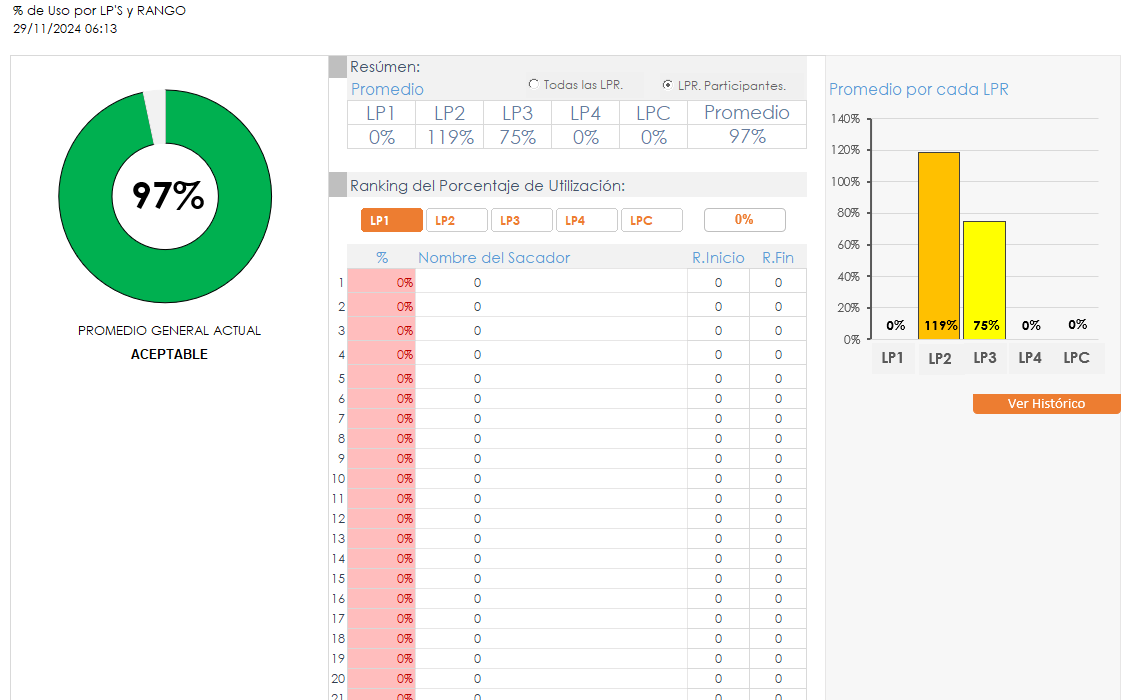 % de Uso por LP'S y RANGO
29/11/2024 06:13
97%
PROMEDIO GENERAL ACTUAL
ACEPTABLE
Resúmen:
Promedio Todas las LPR. LPR. Participantes.
LP1 LP2 LP3 LP4 LPC Promedio
0% 119% 75% 0% 0% 97%
Ranking del Porcentaje de Utilización:
LP1 LP2 LP3 LP4 LPC 0%
% Nombre del Sacador R.Inicio R.Fin
1 0% 0 0 0
2 0% 0 0 0
3 0% 0 0 0
4 0% 0 0 0
5 0% 0 0 0
6 0% 0 0 0
7 0% 0 0 0
8 0% 0 0 0
9 0% 0 0 0
10 0% 0 0 0
11 0% 0 0 0
12 0% 0 0 0
13 0% 0 0 0
14 0% 0 0 0
15 0% 0 0 0
16 0% 0 0 0
17 0% 0 0 0
18 0% 0 0 0
19 0% 0 0 0
20 0% 0 0 0
21 0% 0 0 0
Promedio por cada LPR
140%
120%
100%
80%
60%
40%
20%
0%
0% 119% 75% 0% 0%
LP1 LP2 LP3 LP4 LPC
Ver Histórico